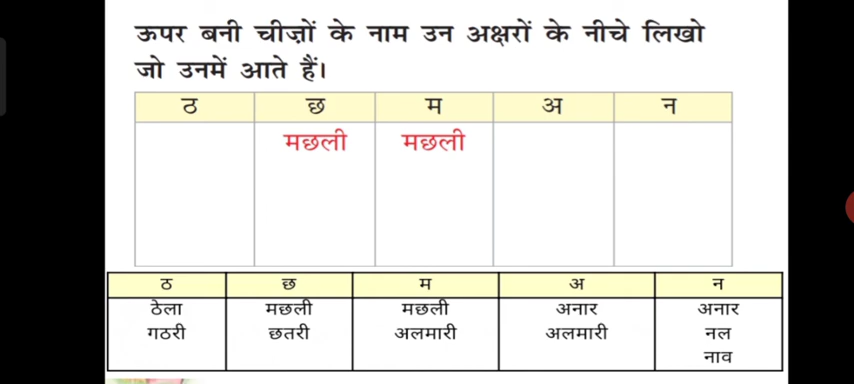 ऊपर बनी चीज़ों के नाम उन अक्षरों के नीचे लिखो
जो उनमें आते हैं।
ठ छ म अ न
मछली मछली
ठ छ म अ न
ठेला मछली मछली अनार अनार
गठरी छतरी अलमारी अलमारी नल
नाव